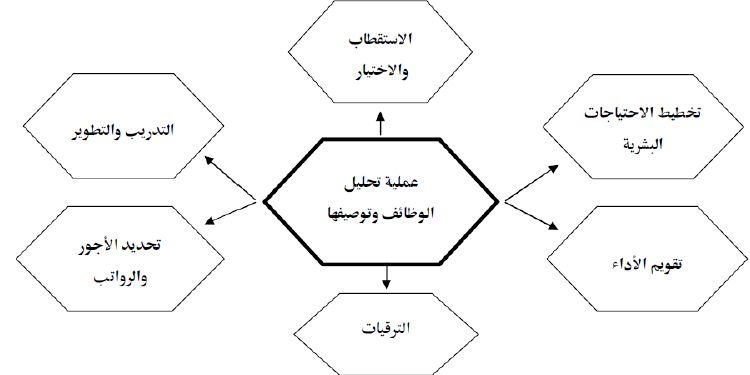 الاستقطاب
والاختيار
تخطيط الاحتياجات
البشرية
التدريب والتطوير
عملية تحليل
الوظائف وتوصيفها
تقويم الأداء
تحديد الأجور
والرواتب
الترقيات